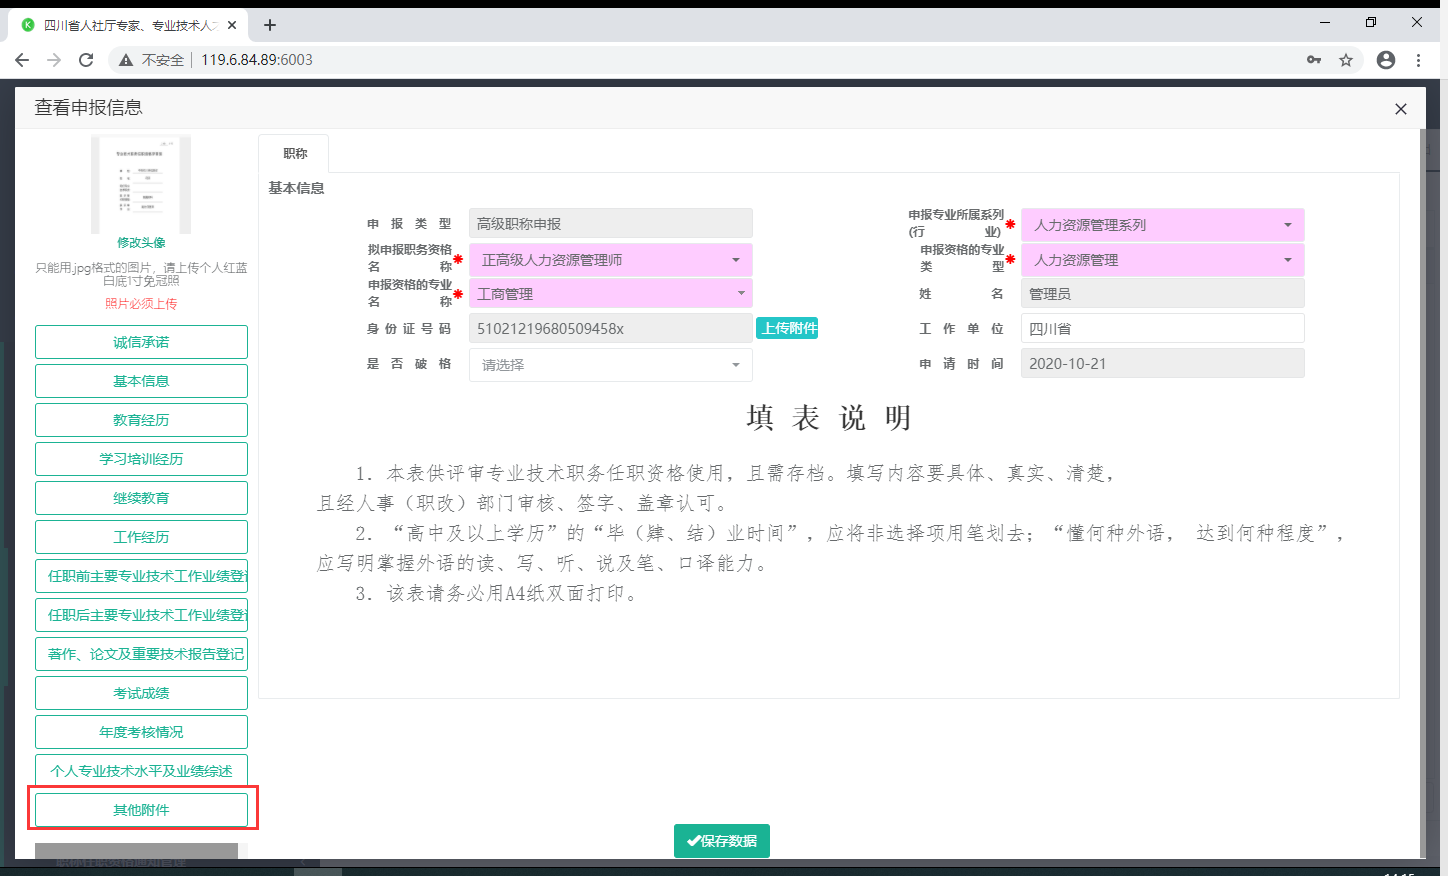 四川省人社厅专家、专业技术人
不安全
119.6.84.89:6003
查看申报信息
修改头像
只能用.jpg格式的图片，请上传个人红蓝
白底1寸免冠照
照片必须上传
诚信承诺
基本信息
教育经历
学习培训经历
继续教育
工作经历
任职前主要专业技术工作业绩登
任职后主要专业技术工作业绩登
著作、论文及重要技术报告登记
考试成绩
年度考核情况
个人专业技术水平及业绩综述
其他附件
职称
基本信息
申报类型 高级职称申报
申报专业所属系列(行业) 人力资源管理系列
拟申报职务资格名称 正高级人力资源管理师
申报资格的专业类型 人力资源管理
申报资格的专业名称 工商管理
姓名 管理员
身份证号码 51021219680509458x 上传附件
工作单位 四川省
是否破格 请选择
申请时间 2020-10-21
填表说明
1. 本表供评审专业技术职务任职资格使用，且需存档。填写内容要具体、真实、清楚，
且经人事（职改）部门审核、签字、盖章认可。
2. “高中及以上学历”的“毕（肄、结）业时间”，应将非选择项用笔划去；“懂何种外语， 达到何种程度”，
应写明掌握外语的读、写、听、说及笔、口译能力。
3. 该表请务必用A4纸双面打印。
保存数据